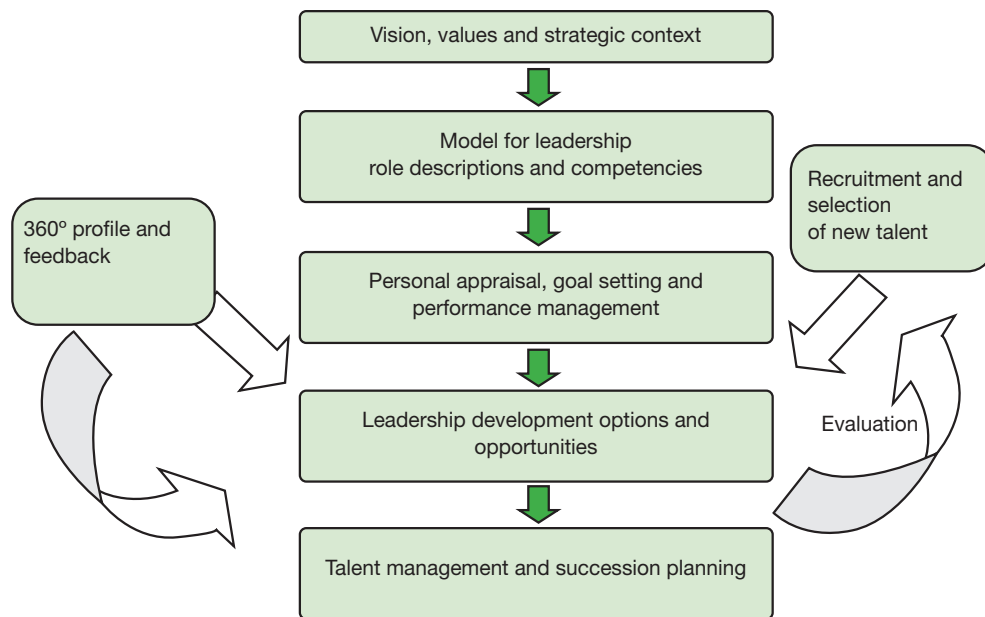 Vision, values and strategic context
Model for leadership
role descriptions and competencies
Recruitment and
selection
of new talent
360º profile and
feedback
Personal appraisal, goal setting and
performance management
Leadership development options and
opportunities
Evaluation
Talent management and succession planning